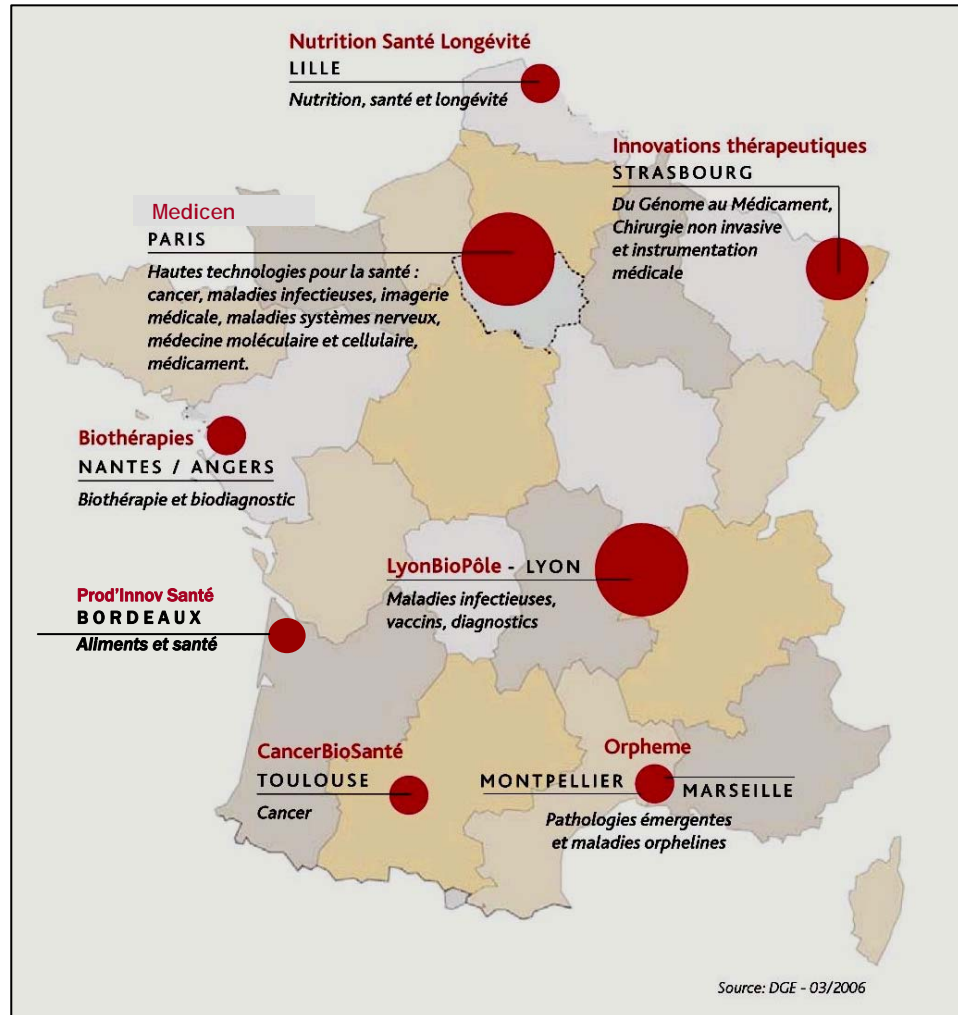 Nutrition Santé Longévité
LILLE
Nutrition, santé et longévité
Innovations thérapeutiques
STRASBOURG
Du Génome au Médicament,
Chirurgie non invasive
et instrumentation
médicale
Medicen
PARIS
Hautes technologies pour la santé :
cancer, maladies infectieuses, imagerie
médicale, maladies systèmes nerveux,
médecine moléculaire et cellulaire,
médicament.
Biothérapies
NANTES / ANGERS
Biothérapie et biodiagnostic
LyonBioPôle - LYON
Maladies infectieuses,
vaccins, diagnostics
Prod'Innov Santé
BORDEAUX
Aliments et santé
CancerBioSanté
TOULOUSE
Cancer
Orpheme
MONTPELLIER
MARSEILLE
Pathologies émergentes
et maladies orphelines
Source: DGE - 03/2006